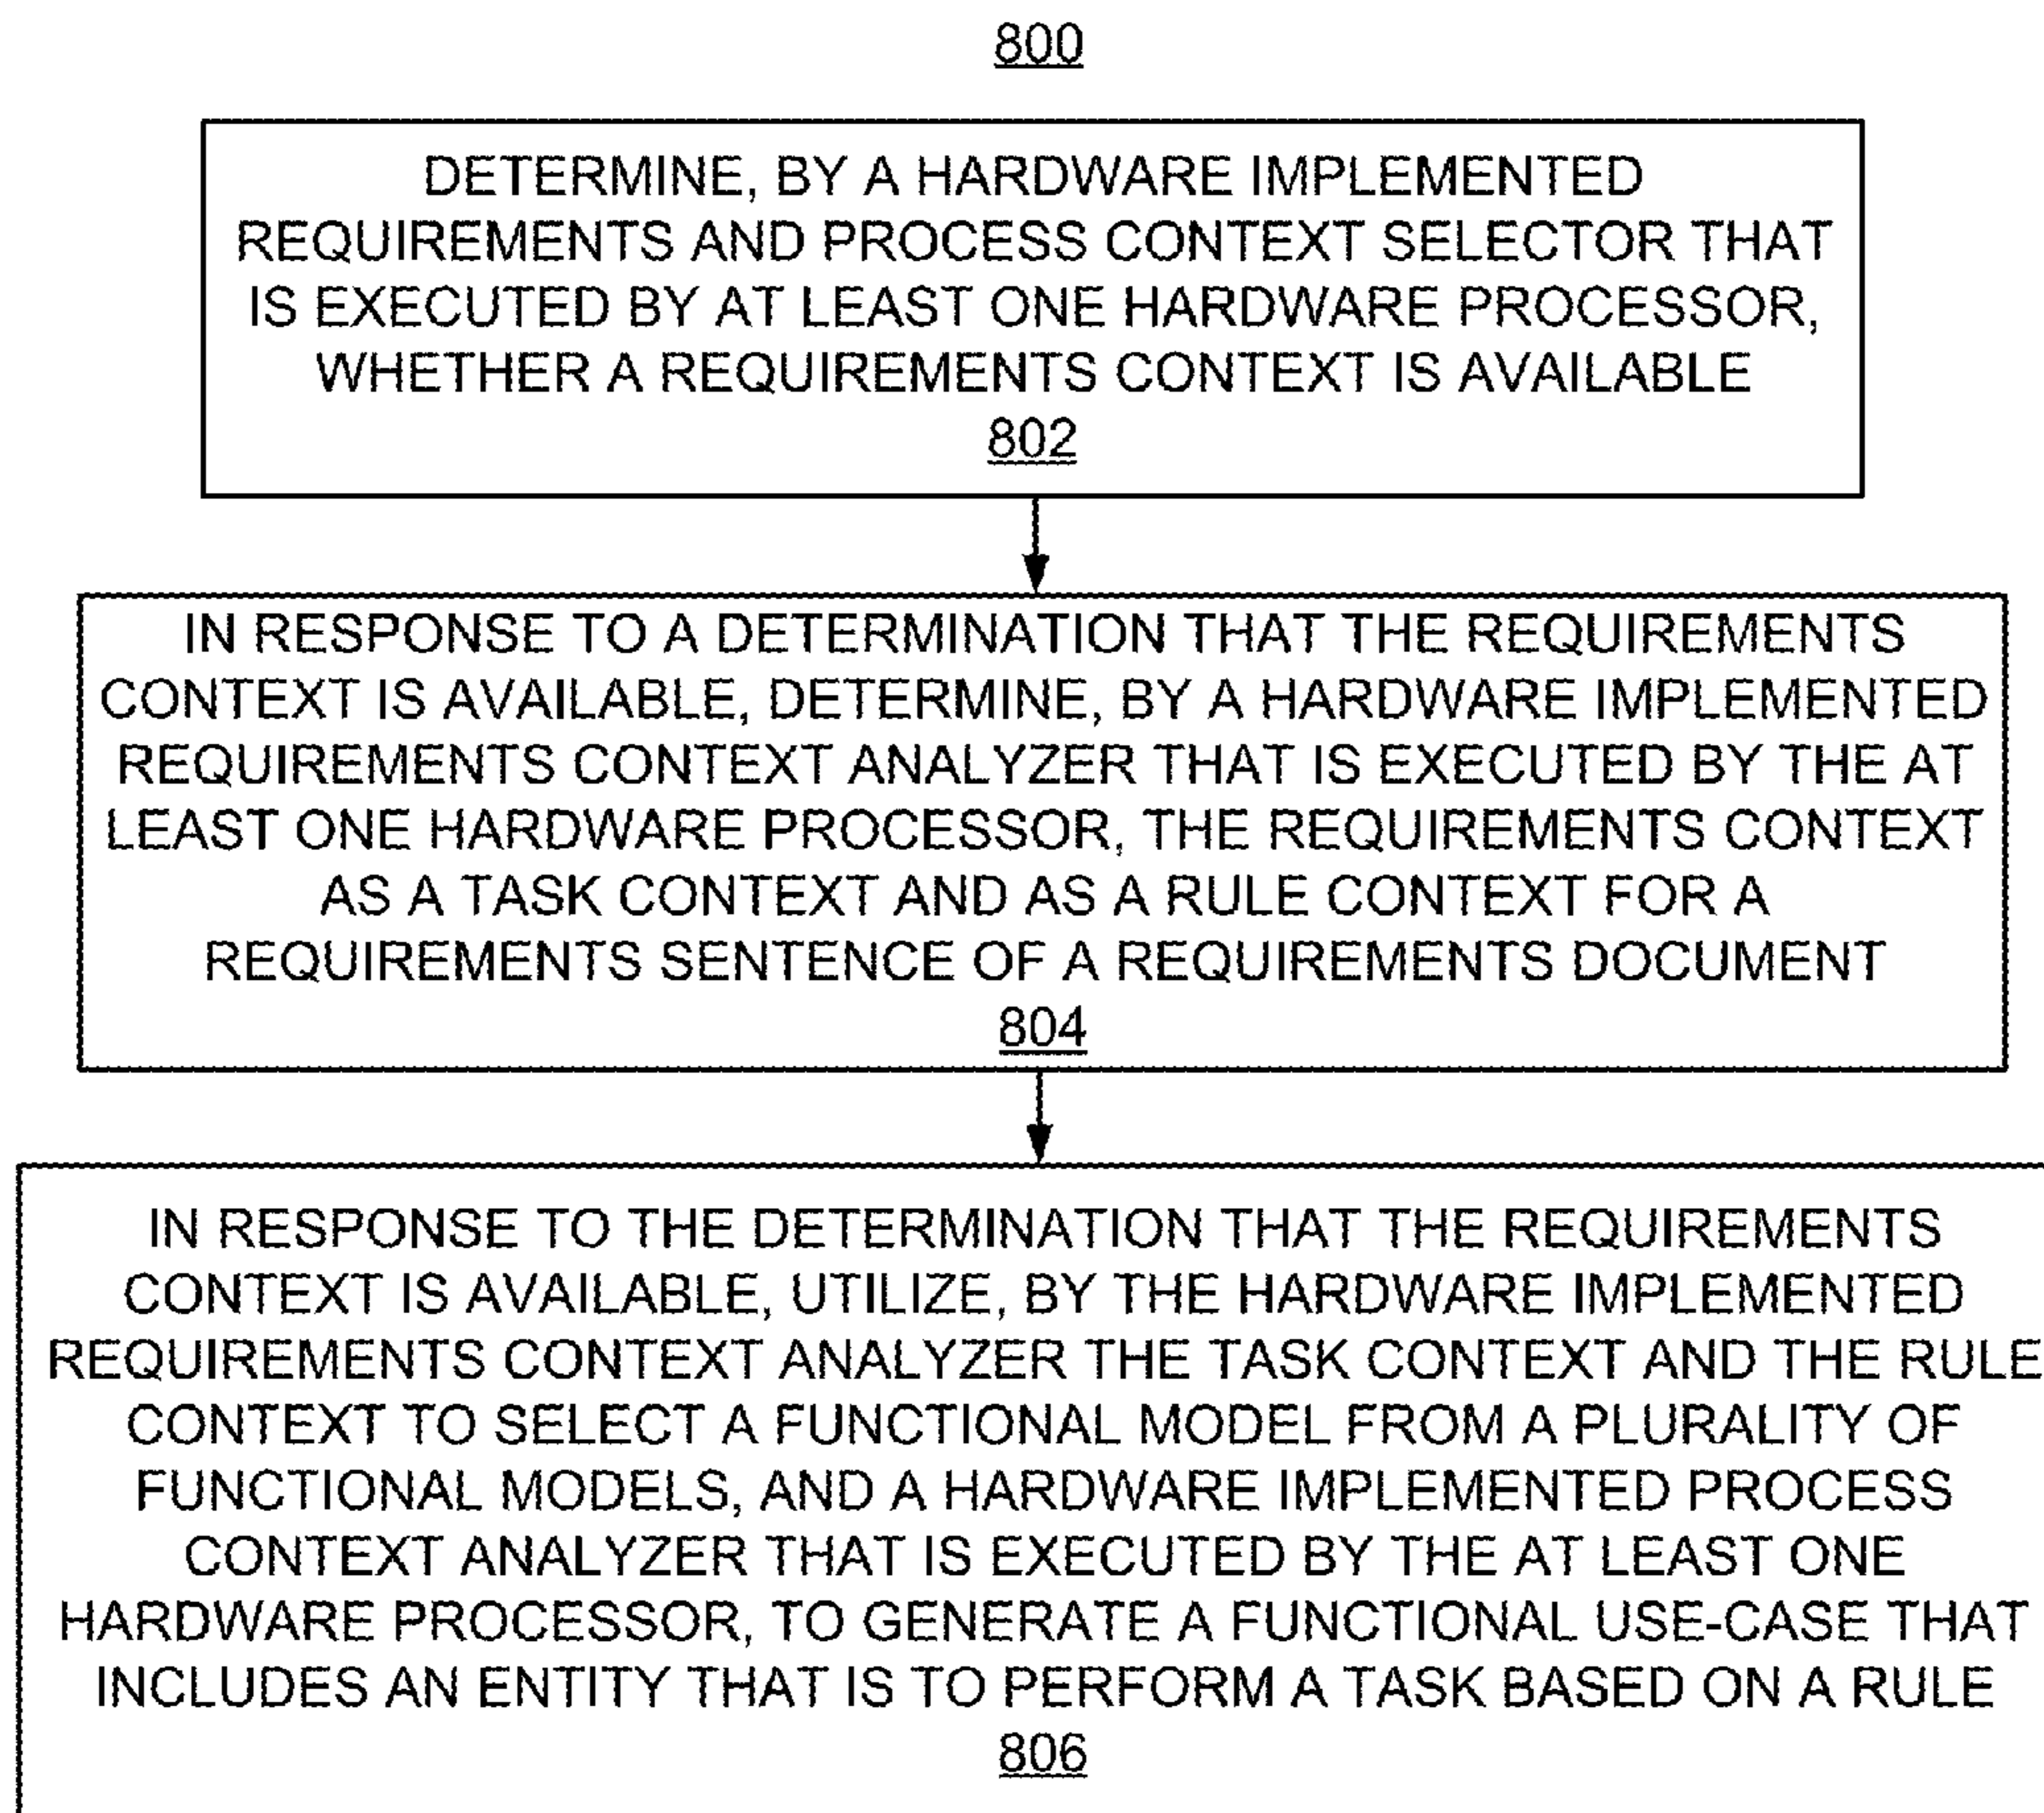 800
DETERMINE, BY A HARDWARE IMPLEMENTED
REQUIREMENTS AND PROCESS CONTEXT SELECTOR THAT
IS EXECUTED BY AT LEAST ONE HARDWARE PROCESSOR,
WHETHER A REQUIREMENTS CONTEXT IS AVAILABLE
802
IN RESPONSE TO A DETERMINATION THAT THE REQUIREMENTS
CONTEXT IS AVAILABLE, DETERMINE, BY A HARDWARE IMPLEMENTED
REQUIREMENTS CONTEXT ANALYZER THAT IS EXECUTED BY THE AT
LEAST ONE HARDWARE PROCESSOR, THE REQUIREMENTS CONTEXT
AS A TASK CONTEXT AND AS A RULE CONTEXT FOR A
REQUIREMENTS SENTENCE OF A REQUIREMENTS DOCUMENT
804
IN RESPONSE TO THE DETERMINATION THAT THE REQUIREMENTS
CONTEXT IS AVAILABLE, UTILIZE, BY THE HARDWARE IMPLEMENTED
REQUIREMENTS CONTEXT ANALYZER THE TASK CONTEXT AND THE RULE
CONTEXT TO SELECT A FUNCTIONAL MODEL FROM A PLURALITY OF
FUNCTIONAL MODELS, AND A HARDWARE IMPLEMENTED PROCESS
CONTEXT ANALYZER THAT IS EXECUTED BY THE AT LEAST ONE
HARDWARE PROCESSOR, TO GENERATE A FUNCTIONAL USE-CASE THAT
INCLUDES AN ENTITY THAT IS TO PERFORM A TASK BASED ON A RULE
806